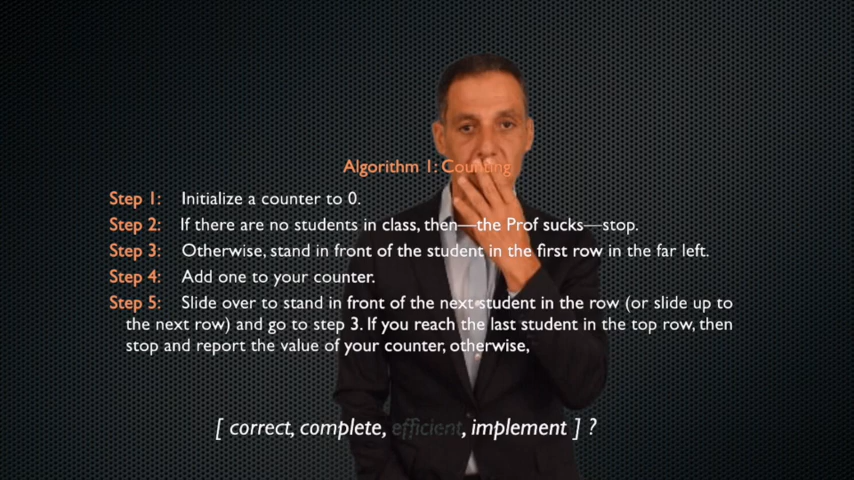 Algorithm 1: Counting
Step 1: Initialize a counter to 0.
Step 2: If there are no students in class, then—the Prof sucks—stop.
Step 3: Otherwise, stand in front of the student in the first row in the far left.
Step 4: Add one to your counter.
Step 5: Slide over to stand in front of the next student in the row (or slide up to
the next row) and go to step 3. If you reach the last student in the top row, then
stop and report the value of your counter, otherwise,
[ correct, complete, efficient, implement ] ?